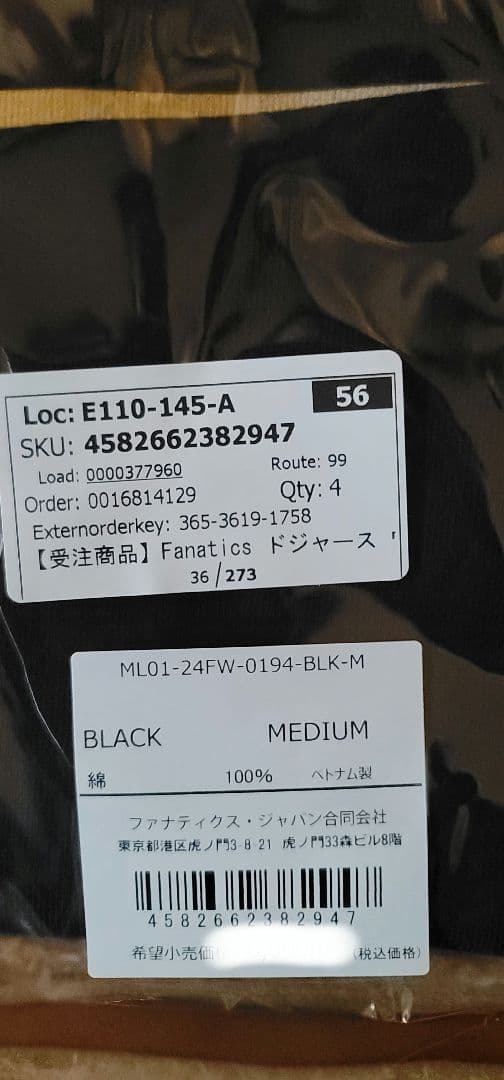 Loc: E110-145-A 56
SKU: 4582662382947
Load: 0000377960 Route: 99
Order: 0016814129 Qty: 4
Externorderkey: 365-3619-1758
【受注商品】Fanatics ドジャース 「
36/273
ML01-24FW-0194-BLK-M
BLACK MEDIUM
綿 100% ベトナム製
ファナティクス・ジャパン合同会社
東京都港区虎ノ門3-8-21 虎ノ門33森ビル8階
4582662382947
希望小売価 (税込価格)